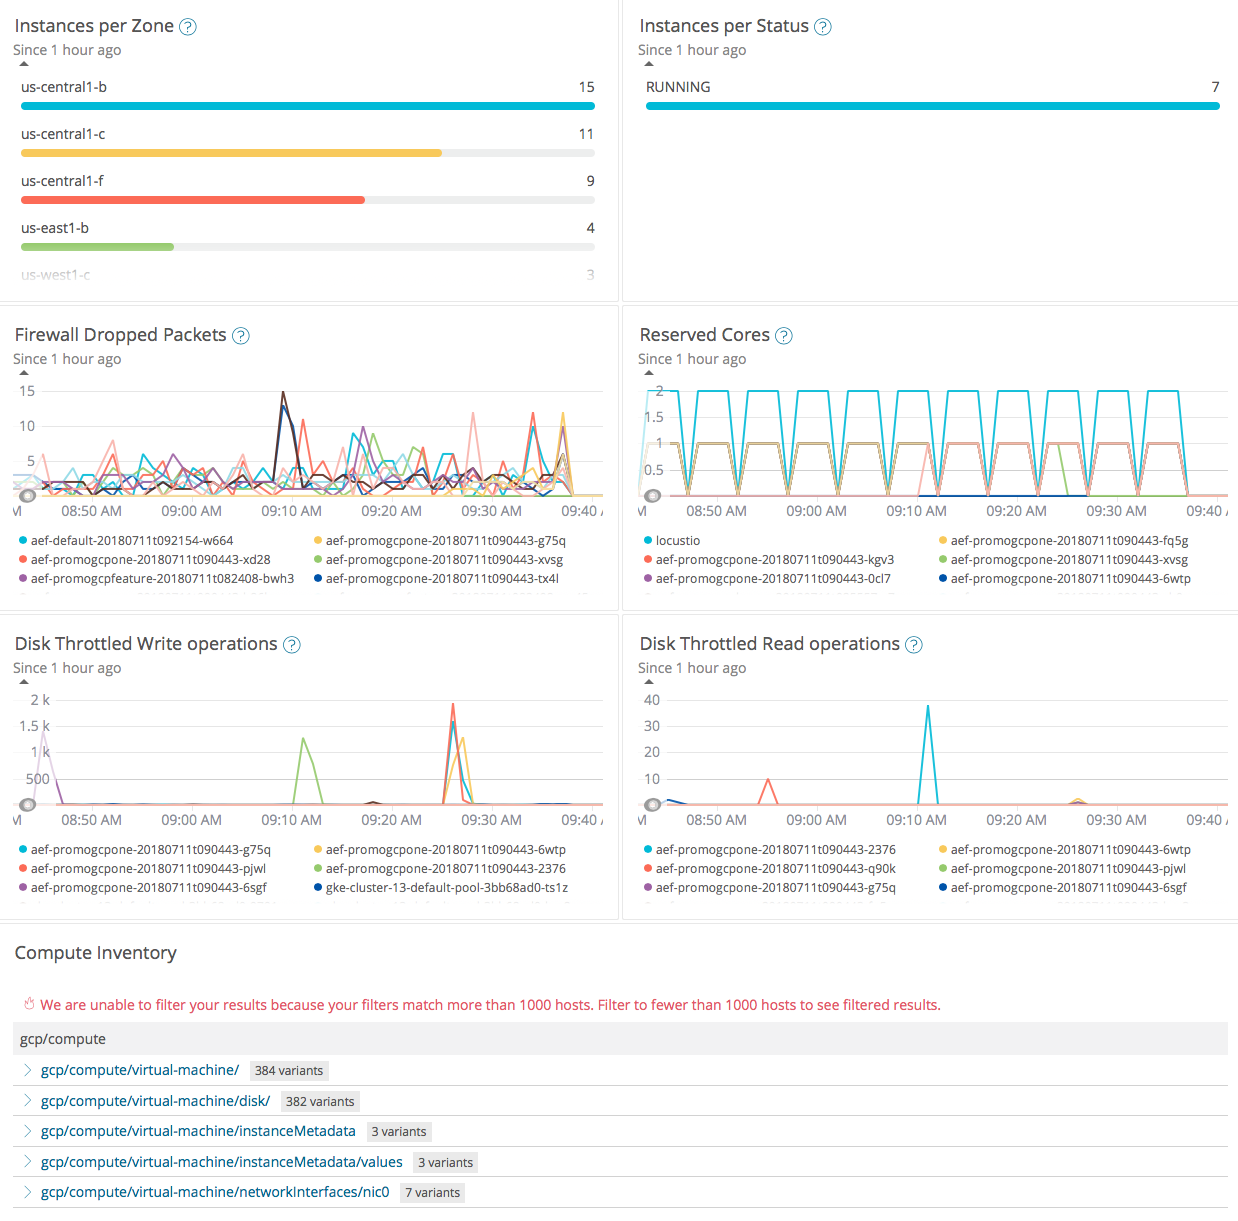 Instances per Zone ?
Since 1 hour ago
us-central1-b 15
us-central1-c 11
us-central1-f 9
us-east1-b 4
us-west1-c 3
Instances per Status ?
Since 1 hour ago
RUNNING 7
Firewall Dropped Packets ?
Since 1 hour ago
15
10
5
M 08:50 AM 09:00 AM 09:10 AM 09:20 AM 09:30 AM 09:40 A
aef-default-20180711t092154-w664
aef-promogcpone-20180711t090443-g75q
aef-promogcpone-20180711t090443-xd28
aef-promogcpone-20180711t090443-xvsg
aef-promogcpfeature-20180711t082408-bwh3
aef-promogcpone-20180711t090443-tx4l
Reserved Cores ?
Since 1 hour ago
2
1.5
1
0.5
M 08:50 AM 09:00 AM 09:10 AM 09:20 AM 09:30 AM 09:40
locustio
aef-promogcpone-20180711t090443-fq5g
aef-promogcpone-20180711t090443-kgv3
aef-promogcpone-20180711t090443-xvsg
aef-promogcpone-20180711t090443-0cl7
aef-promogcpone-20180711t090443-6wtp
Disk Throttled Write operations ?
Since 1 hour ago
2 k
1.5 k
1 k
500
M 08:50 AM 09:00 AM 09:10 AM 09:20 AM 09:30 AM 09:40
aef-promogcpone-20180711t090443-g75q
aef-promogcpone-20180711t090443-6wtp
aef-promogcpone-20180711t090443-pjwl
aef-promogcpone-20180711t090443-2376
aef-promogcpone-20180711t090443-6sgf
gke-cluster-13-default-pool-3bb68ad0-ts1z
Disk Throttled Read operations ?
Since 1 hour ago
40
30
20
10
M 08:50 AM 09:00 AM 09:10 AM 09:20 AM 09:30 AM 09:40
aef-promogcpone-20180711t090443-2376
aef-promogcpone-20180711t090443-6wtp
aef-promogcpone-20180711t090443-q90k
aef-promogcpone-20180711t090443-pjwl
aef-promogcpone-20180711t090443-g75q
aef-promogcpone-20180711t090443-6sgf
Compute Inventory
We are unable to filter your results because your filters match more than 1000 hosts. Filter to fewer than 1000 hosts to see filtered results.
gcp/compute
gcp/compute/virtual-machine/ 384 variants
gcp/compute/virtual-machine/disk/ 382 variants
gcp/compute/virtual-machine/instanceMetadata 3 variants
gcp/compute/virtual-machine/instanceMetadata/values 3 variants
gcp/compute/virtual-machine/networkInterfaces/nic0 7 variants